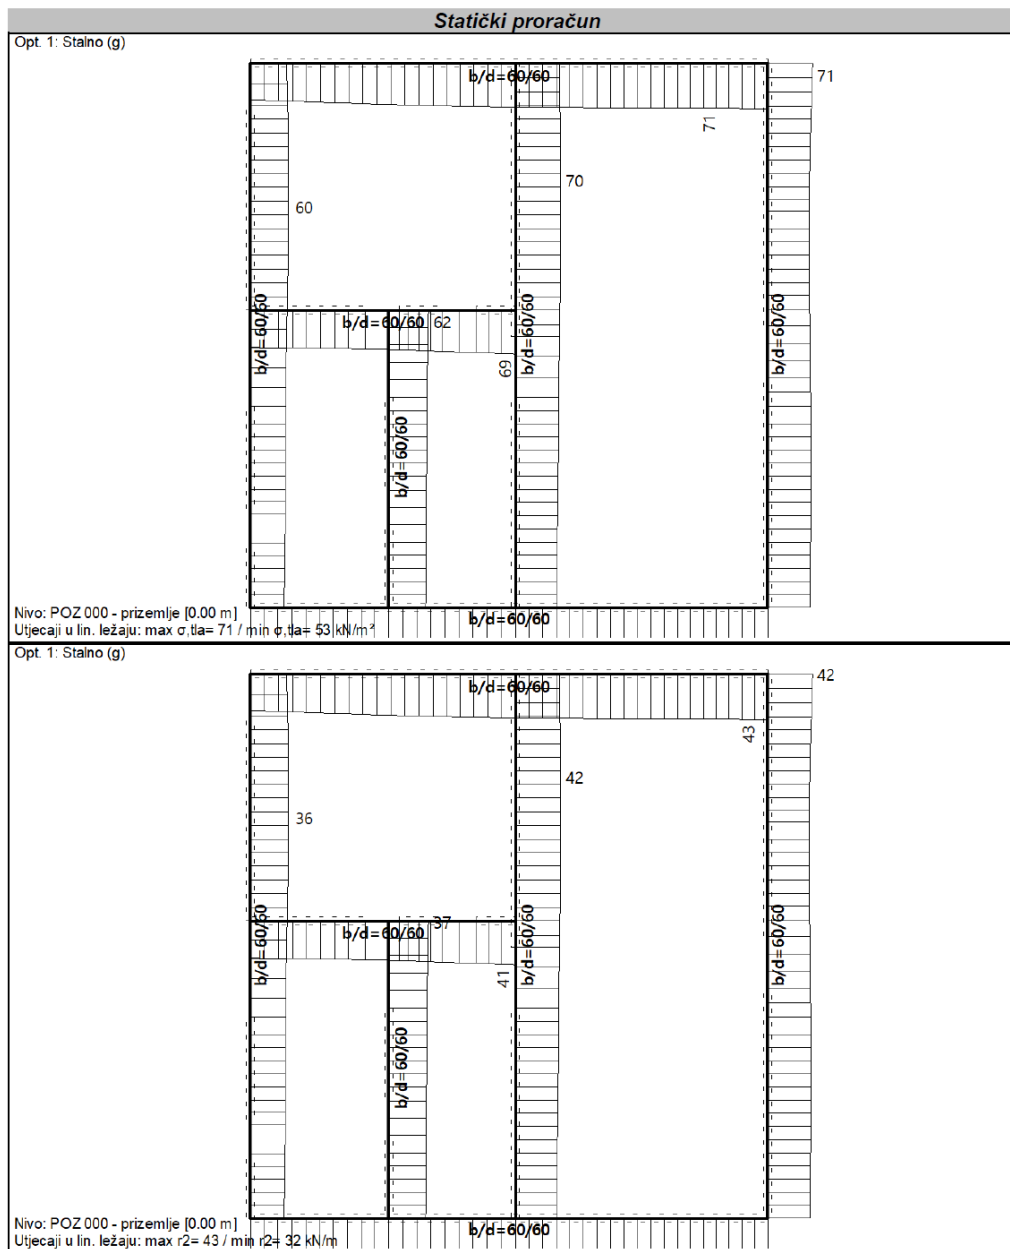 Statički proračun
Opt. 1: Stalno (g)
b/d=60/60
71
71
70
60
b/d=60/60
b/d=60/60
b/d=60/60
b/d=60/60
62
69
b/d=60/60
Nivo: POZ 000 - prizemlje [0.00 m]
b/d=60/60
Utjecaji u lin. ležaju: max σ,tla= 71 / min σ,tla= 53 kN/m²
Opt. 1: Stalno (g)
b/d=60/60
42
43
42
36
b/d=60/60
b/d=60/60
b/d=60/60
b/d=60/60
37
41
b/d=60/60
Nivo: POZ 000 - prizemlje [0.00 m]
b/d=60/60
Utjecaji u lin. ležaju: max r2= 43 / min r2= 32 kN/m